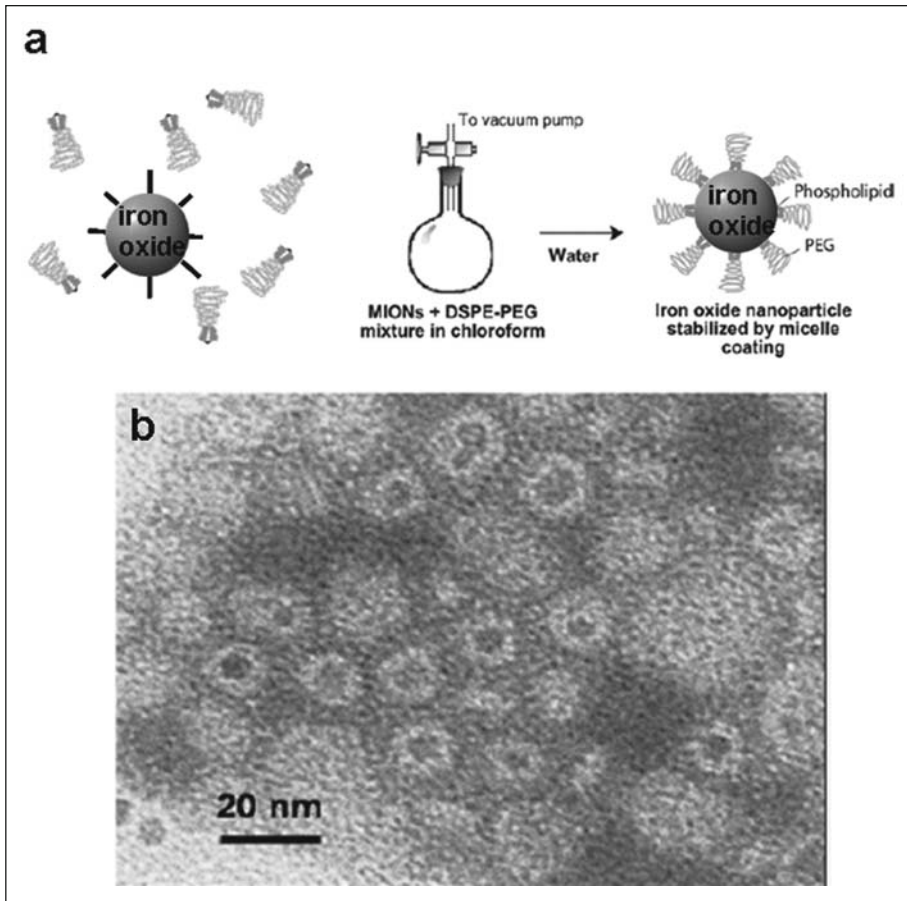 a
To vacuum pump
iron
oxide
MIONs + DSPE-PEG
mixture in chloroform
Water
iron
oxide
Phospholipid
PEG
Iron oxide nanoparticle
stabilized by micelle
coating
b
20 nm